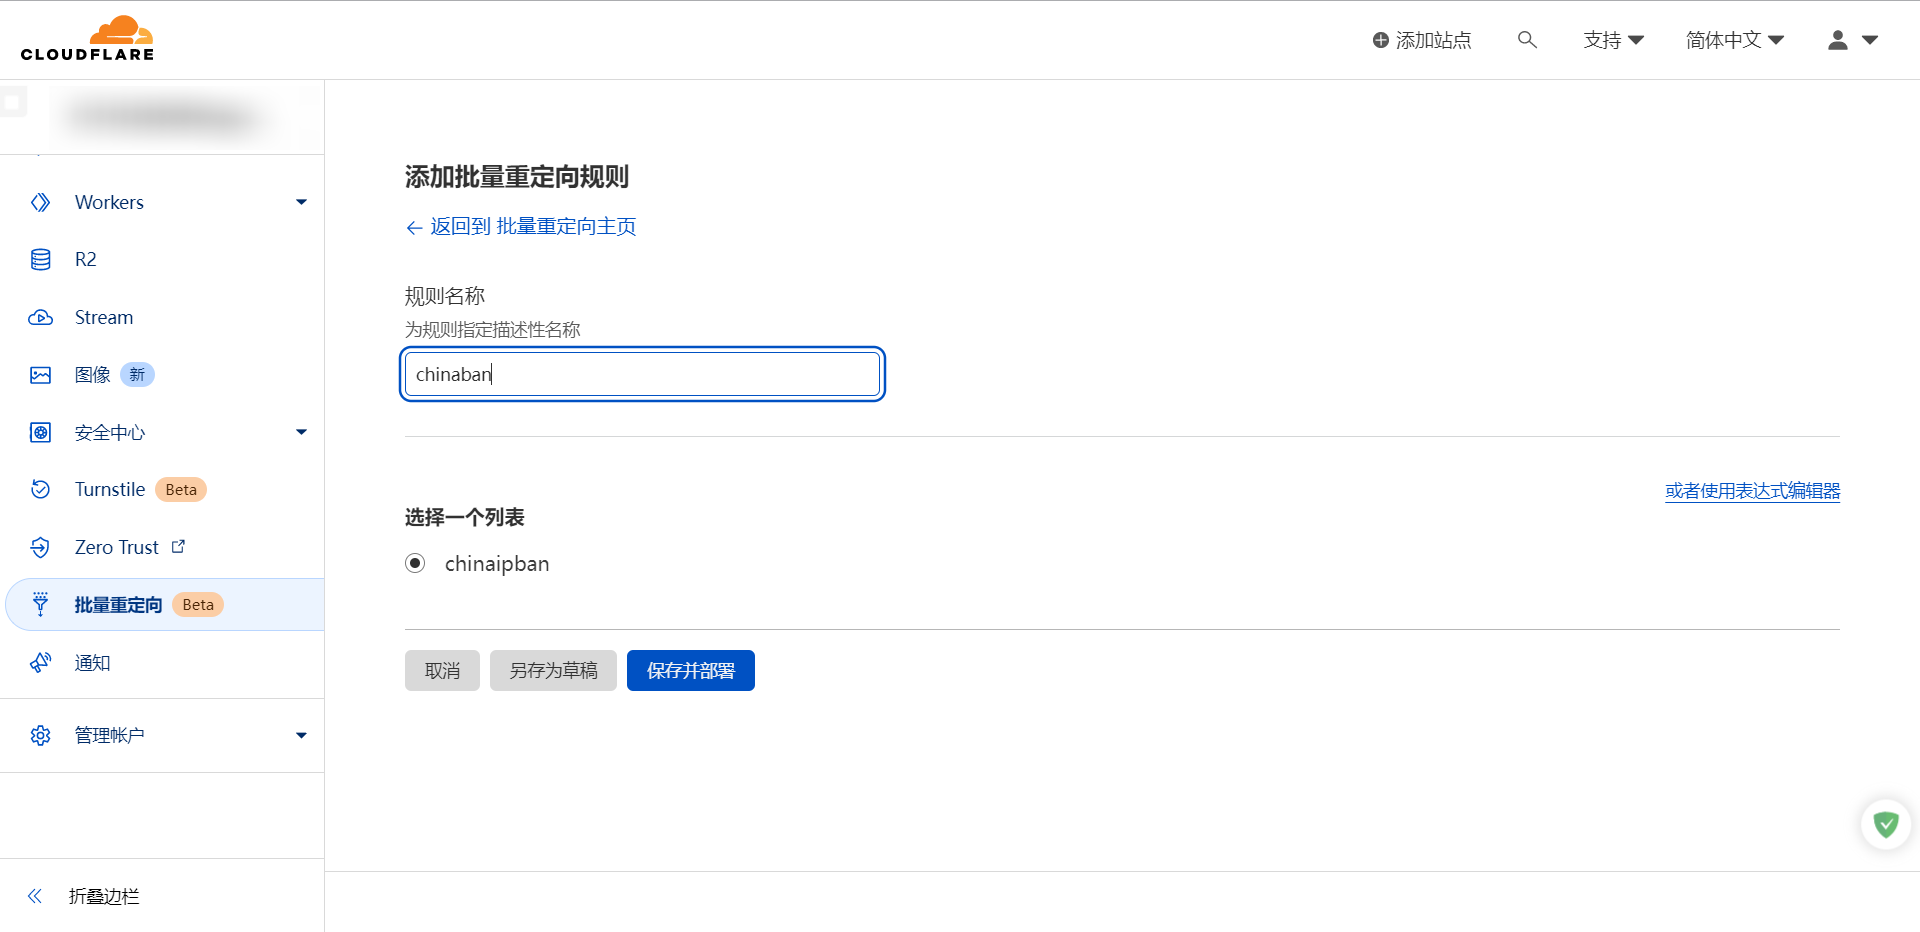 CLOUDFLARE
添加站点
支持
简体中文
Workers
R2
Stream
图像 新
安全中心
Turnstile Beta
Zero Trust
批量重定向 Beta
通知
管理帐户
折叠边栏
添加批量重定向规则
← 返回到 批量重定向主页
规则名称
为规则指定描述性名称
chinaban
或者使用表达式编辑器
选择一个列表
chinaipban
取消
另存为草稿
保存并部署